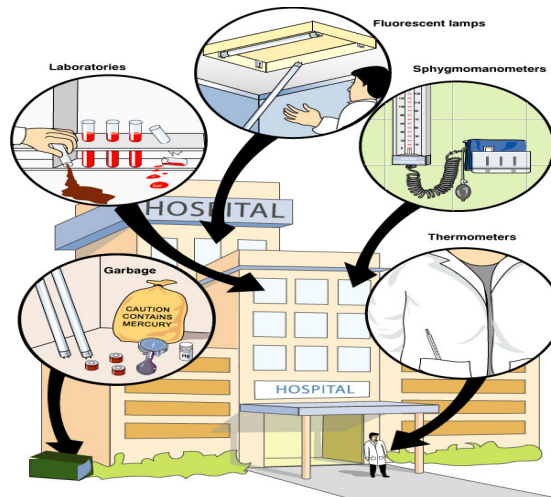 Fluorescent lamps
Laboratories
Sphygmomanometers
HOSPITAL
Thermometers
Garbage
CAUTION
CONTAINS
MERCURY
Hg
HOSPITAL